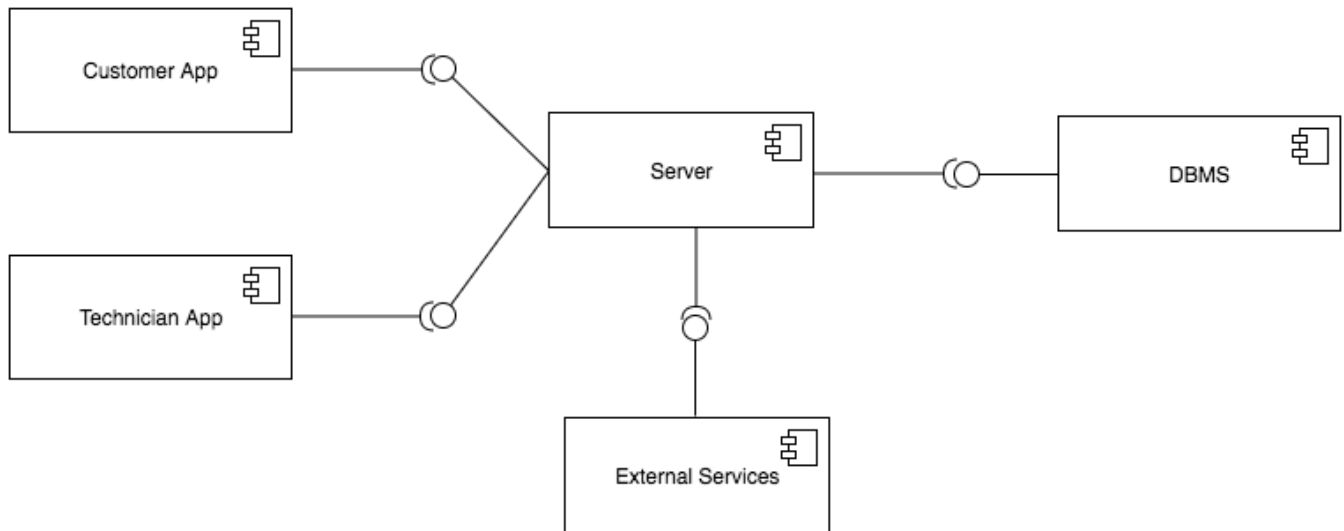 Customer App
Server
DBMS
Technician App
External Services